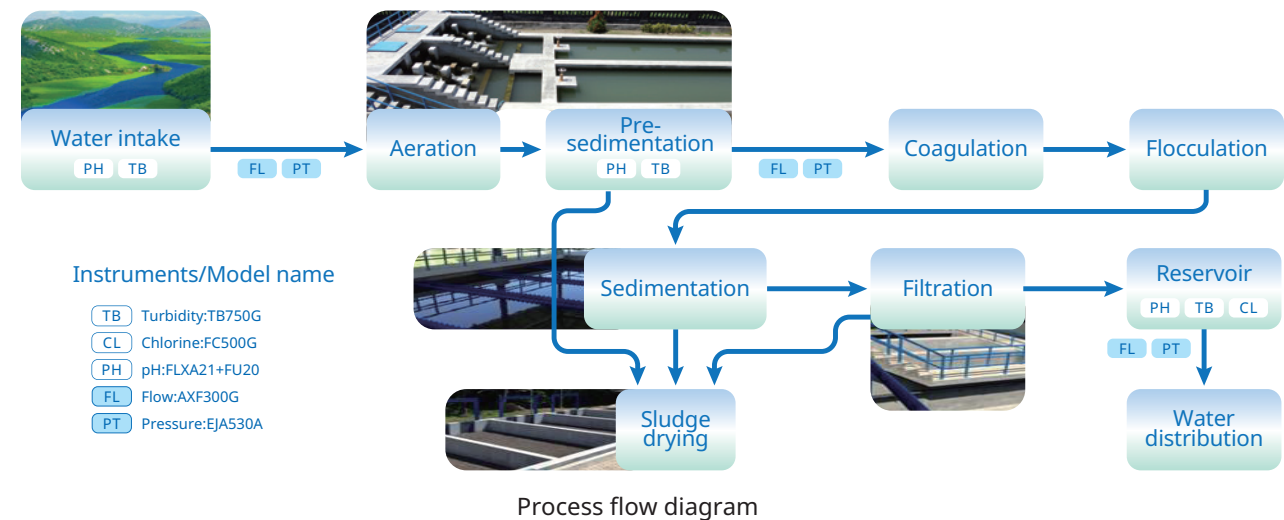 Water intake
PH TB
FL PT
Aeration
Pre-
sedimentation
PH TB
FL PT
Coagulation
Flocculation
Instruments/Model name
TB Turbidity:TB750G
CL Chlorine:FC500G
PH pH:FLXA21+FU20
FL Flow:AXF300G
PT Pressure:EJA530A
Sedimentation
Filtration
Reservoir
PH TB CL
FL PT
Sludge
drying
Water
distribution
Process flow diagram